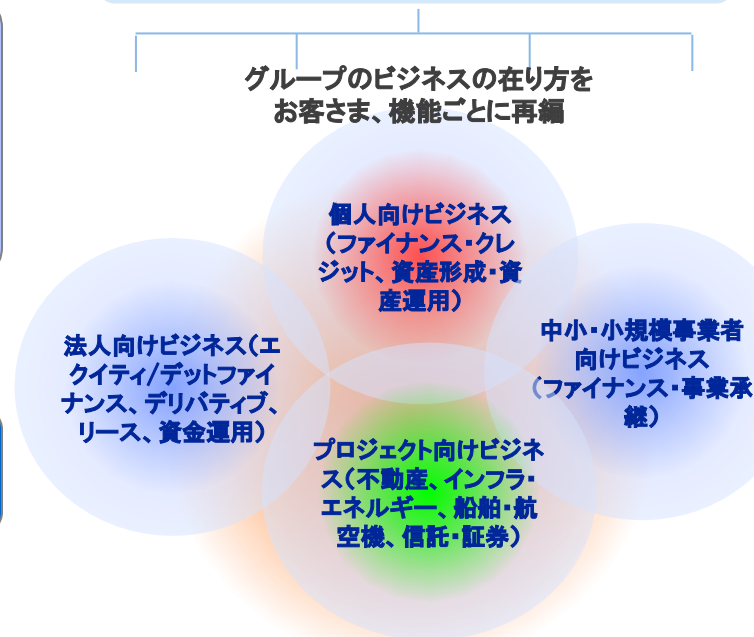 グループのビジネスの在り方を
お客さま、機能ごとに再編
個人向けビジネス
（ファイナンス・クレ
ジット、資産形成・資
産運用）
法人向けビジネス（エ
クイティ/デットファイ
ナンス、デリバティブ、
リース、資金運用）
中小・小規模事業者
向けビジネス
（ファイナンス・事業承
継）
プロジェクト向けビジネ
ス（不動産、インフラ・
エネルギー、船舶・航
空機、信託・証券）